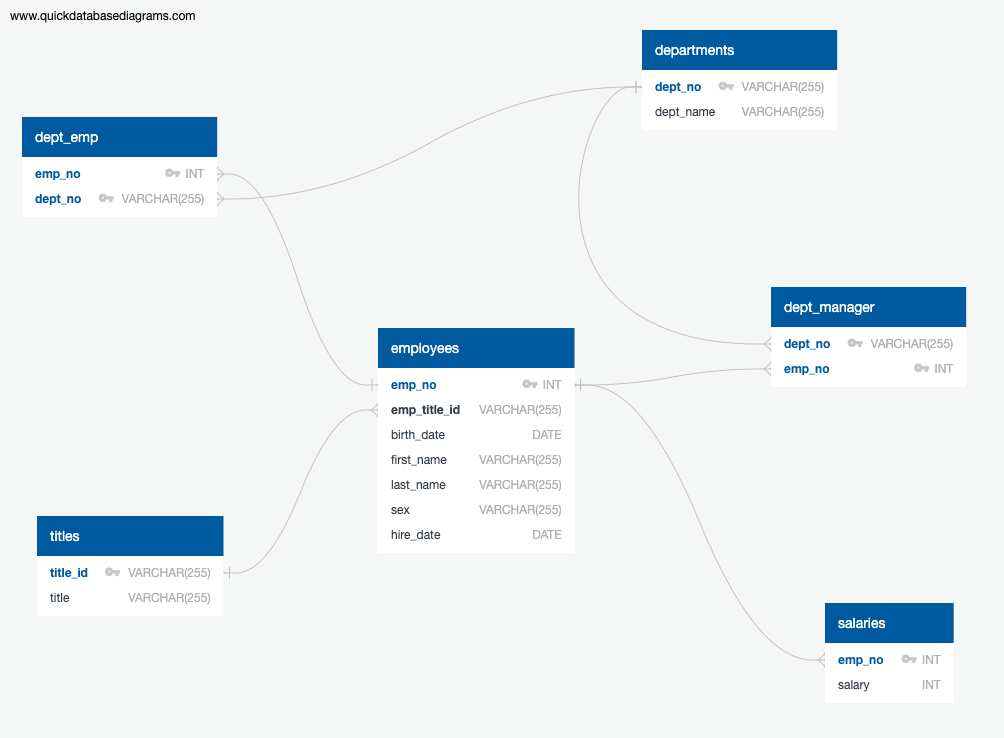 www.quickdatabasediagrams.com
departments
dept_no VARCHAR(255)
dept_name VARCHAR(255)
dept_emp
emp_no INT
dept_no VARCHAR(255)
dept_manager
dept_no VARCHAR(255)
emp_no INT
employees
emp_no INT
emp_title_id VARCHAR(255)
birth_date DATE
first_name VARCHAR(255)
last_name VARCHAR(255)
sex VARCHAR(255)
hire_date DATE
titles
title_id VARCHAR(255)
title VARCHAR(255)
salaries
emp_no INT
salary INT